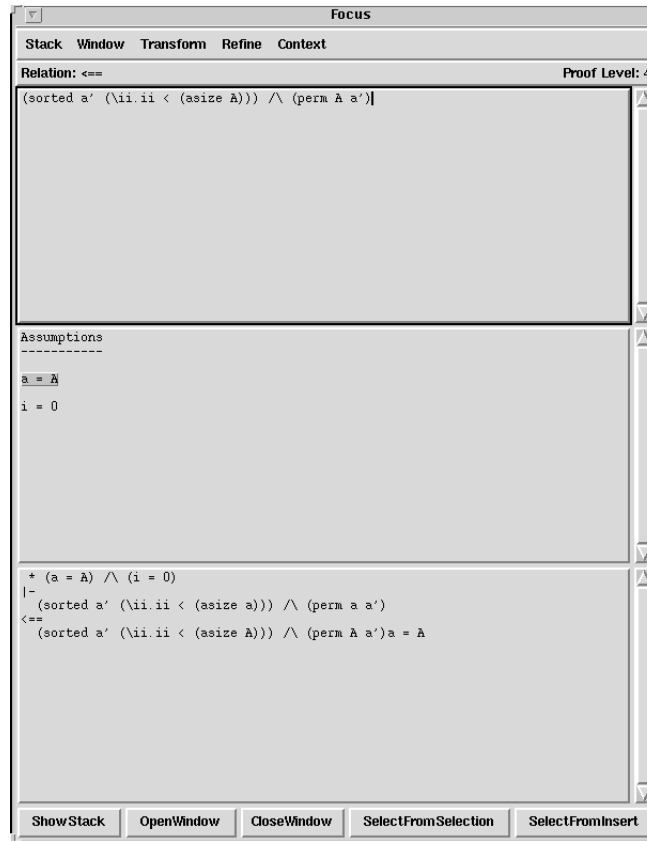 Focus
Stack Window Transform Refine Context
Relation: <== Proof Level: 4
(sorted a' (\ii.ii < (asize A))) /\ (perm A a')
Assumptions
-----------
a = A
i = 0
* (a = A) /\ (i = 0)
|-
(sorted a' (\ii.ii < (asize a))) /\ (perm a a')
<==
(sorted a' (\ii.ii < (asize A))) /\ (perm A a')a = A
ShowStack OpenWindow CloseWindow SelectFromSelection SelectFromInsert